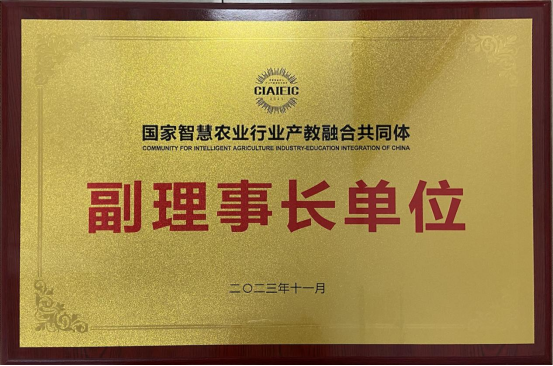 CIAIEIC
国家智慧农业行业产教融合共同体
COMMUNITY FOR INTELLIGENT AGRICULTURE INDUSTRY-EDUCATION INTEGRATION OF CHINA
副理事长单位
二〇二三年十一月